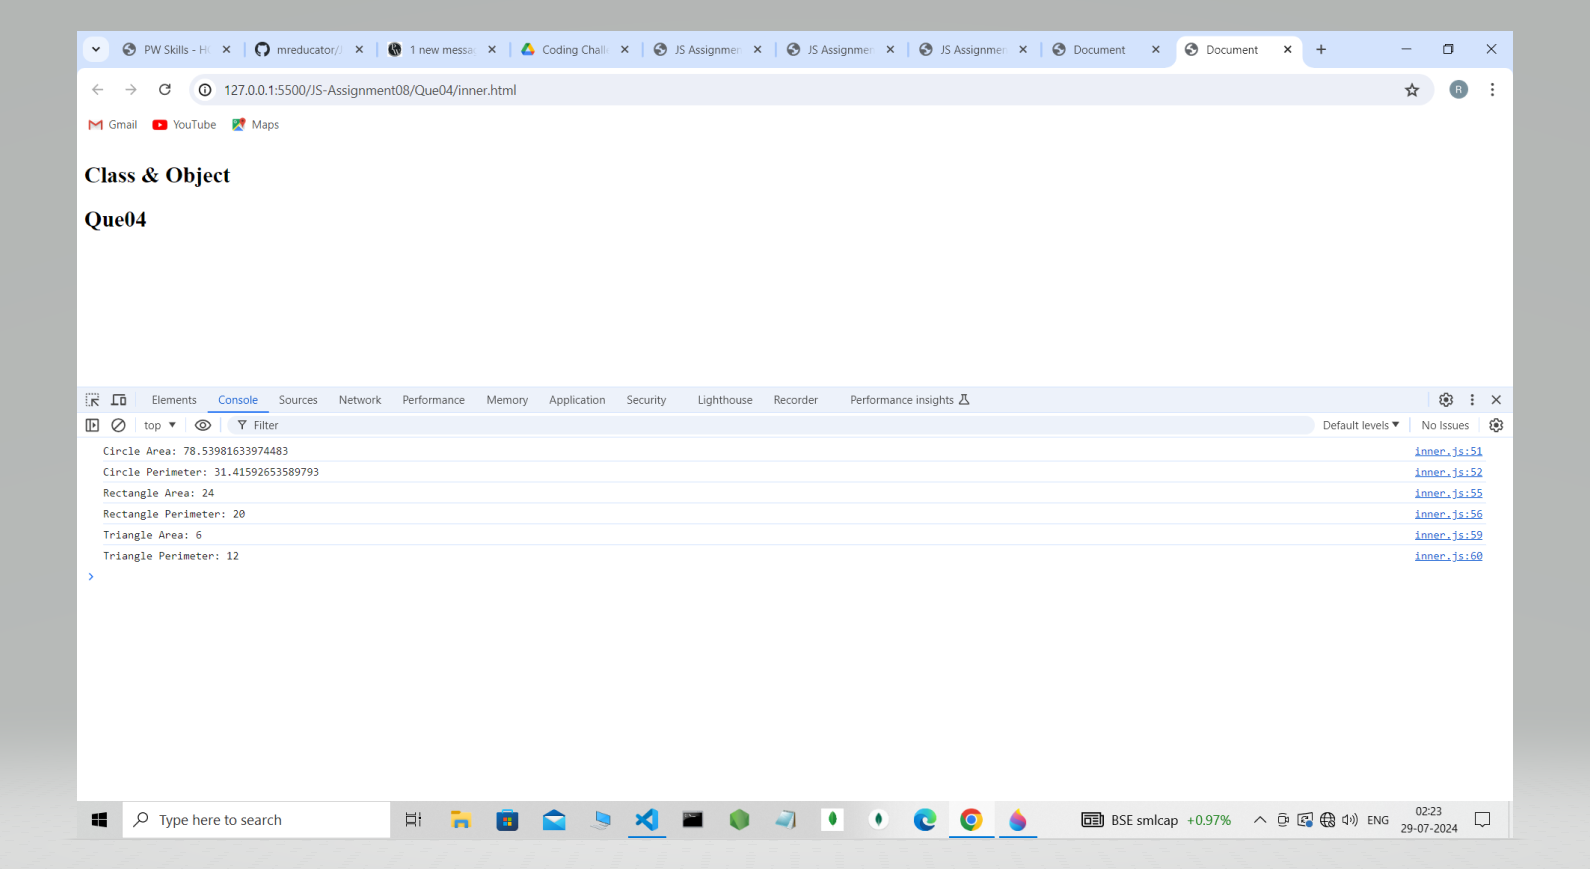 PW Skills - H
mreducator/J
1 new messag
Coding Chall
JS Assignmen
JS Assignmen
JS Assignmen
Document
Document
127.0.0.1:5500/JS-Assignment08/Que04/inner.html
R
Gmail YouTube Maps
Class & Object
Que04
Elements Console Sources Network Performance Memory Application Security Lighthouse Recorder Performance insights
top Filter Default levels No Issues
Circle Area: 78.53981633974483 inner.js:51
Circle Perimeter: 31.41592653589793 inner.js:52
Rectangle Area: 24 inner.js:55
Rectangle Perimeter: 20 inner.js:56
Triangle Area: 6 inner.js:59
Triangle Perimeter: 12 inner.js:60
Type here to search
BSE smlcap +0.97%
ENG
02:23
29-07-2024